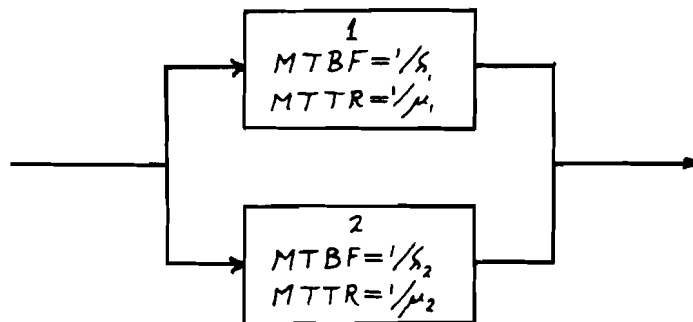 1
MTBF = 1/λ₁
MTTR = 1/μ₁
2
MTBF = 1/λ₂
MTTR = 1/μ₂